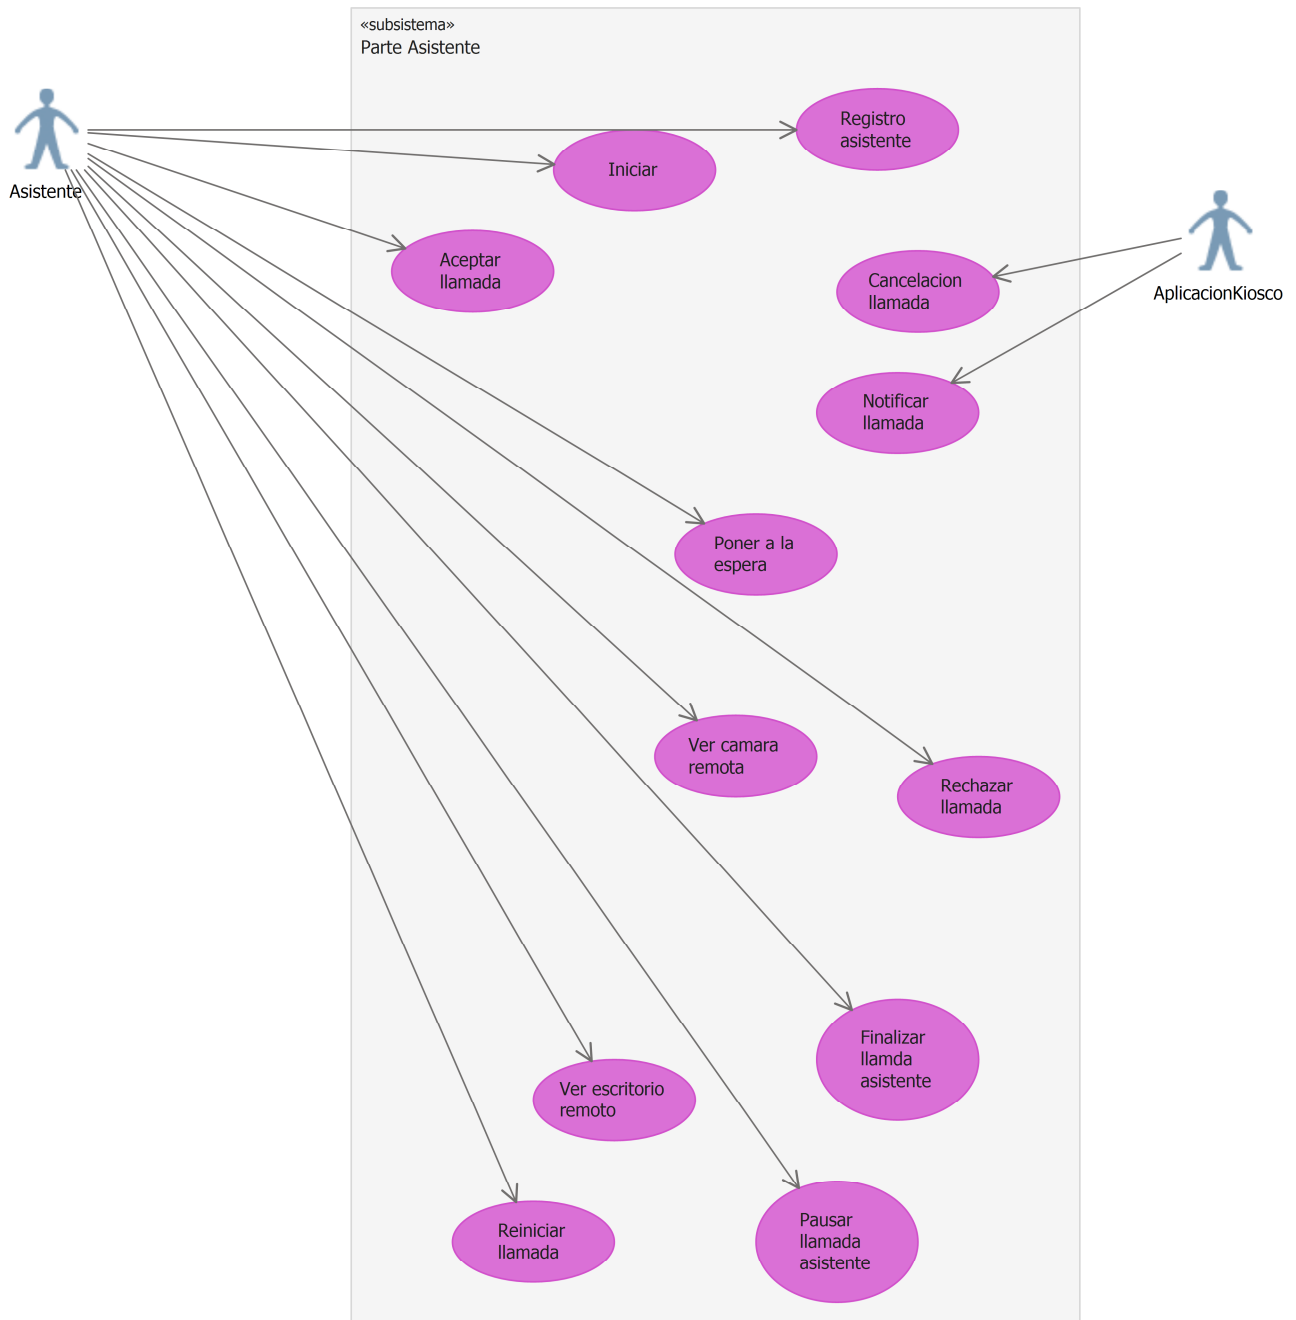 «subsistema»
Parte Asistente
Registro
asistente
Iniciar
Asistente
Aceptar
llamada
Cancelacion
llamada
AplicacionKiosco
Notificar
llamada
Poner a la
espera
Ver camara
remota
Rechazar
llamada
Finalizar
llamda
asistente
Ver escritorio
remoto
Reiniciar
llamada
Pausar
llamada
asistente